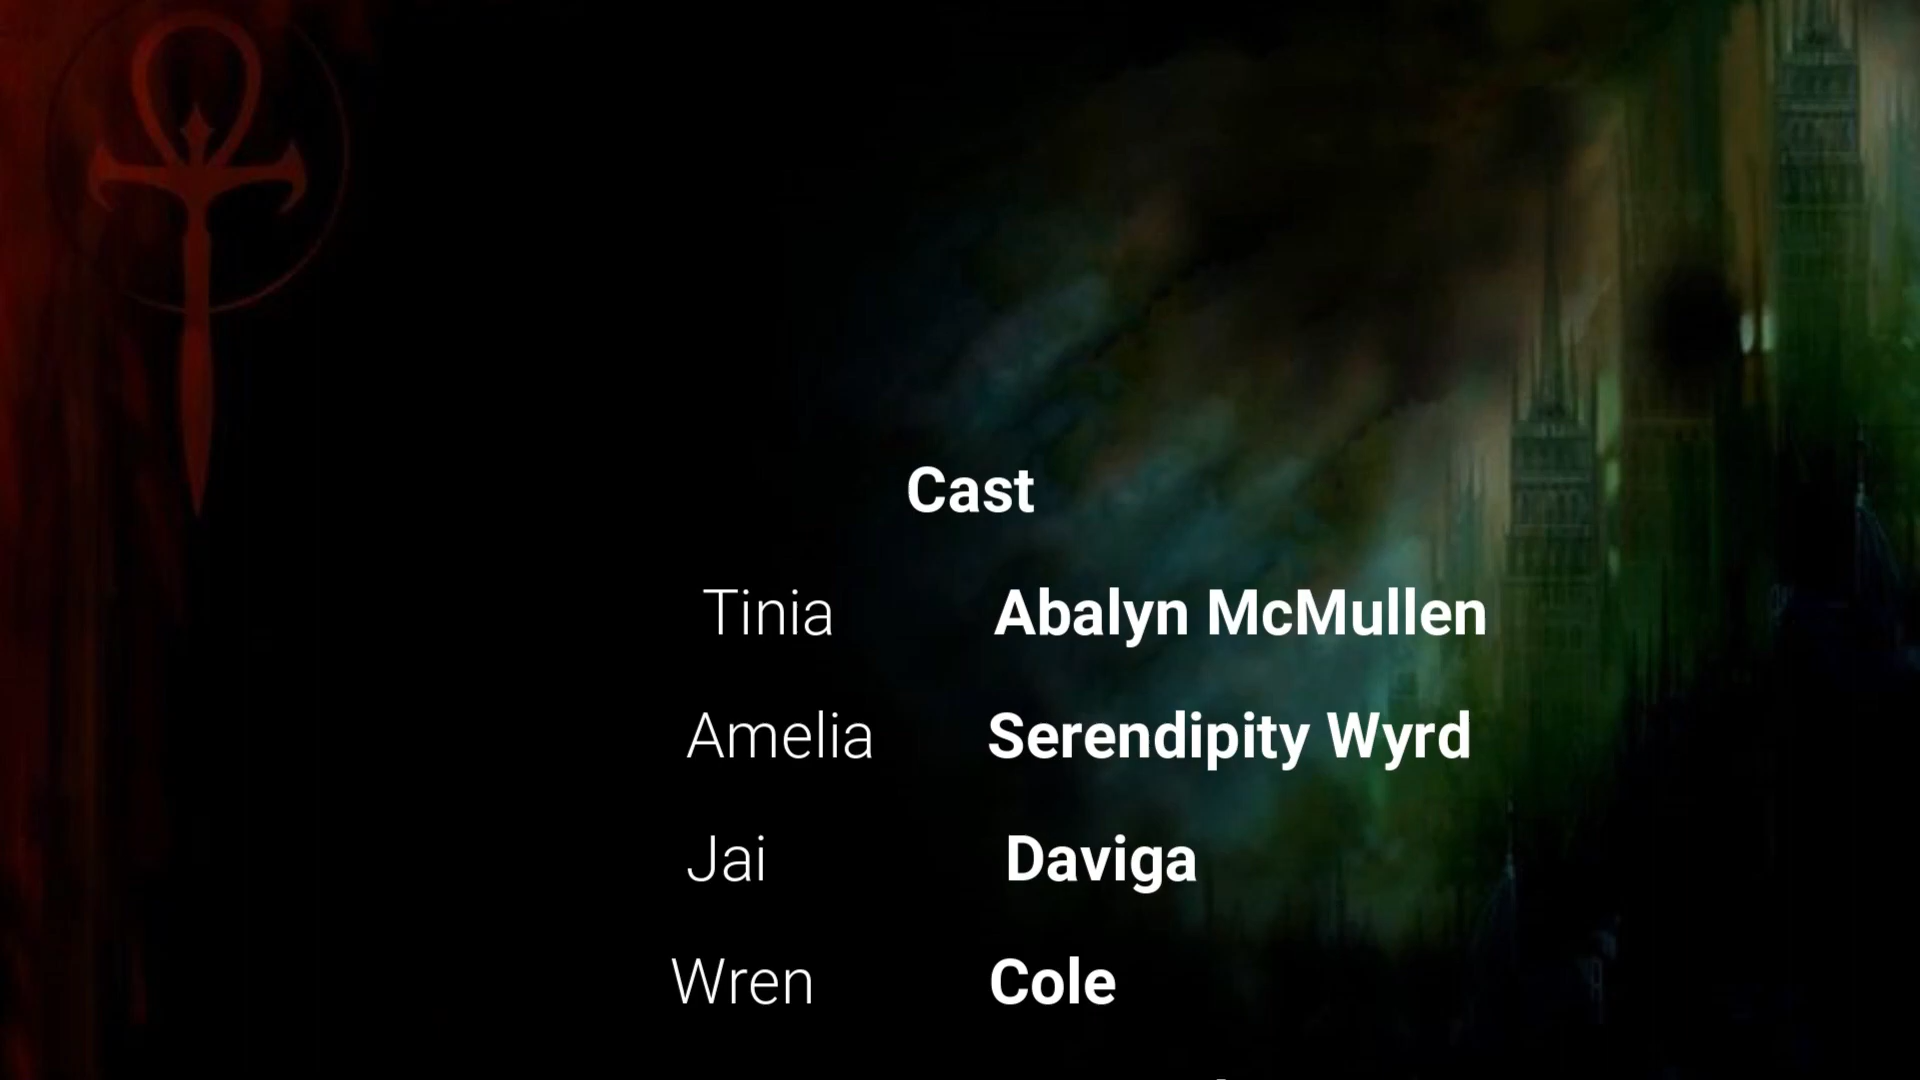 Cast
Tinia Abalyn McMullen
Amelia Serendipity Wyrd
Jai Daviga
Wren Cole